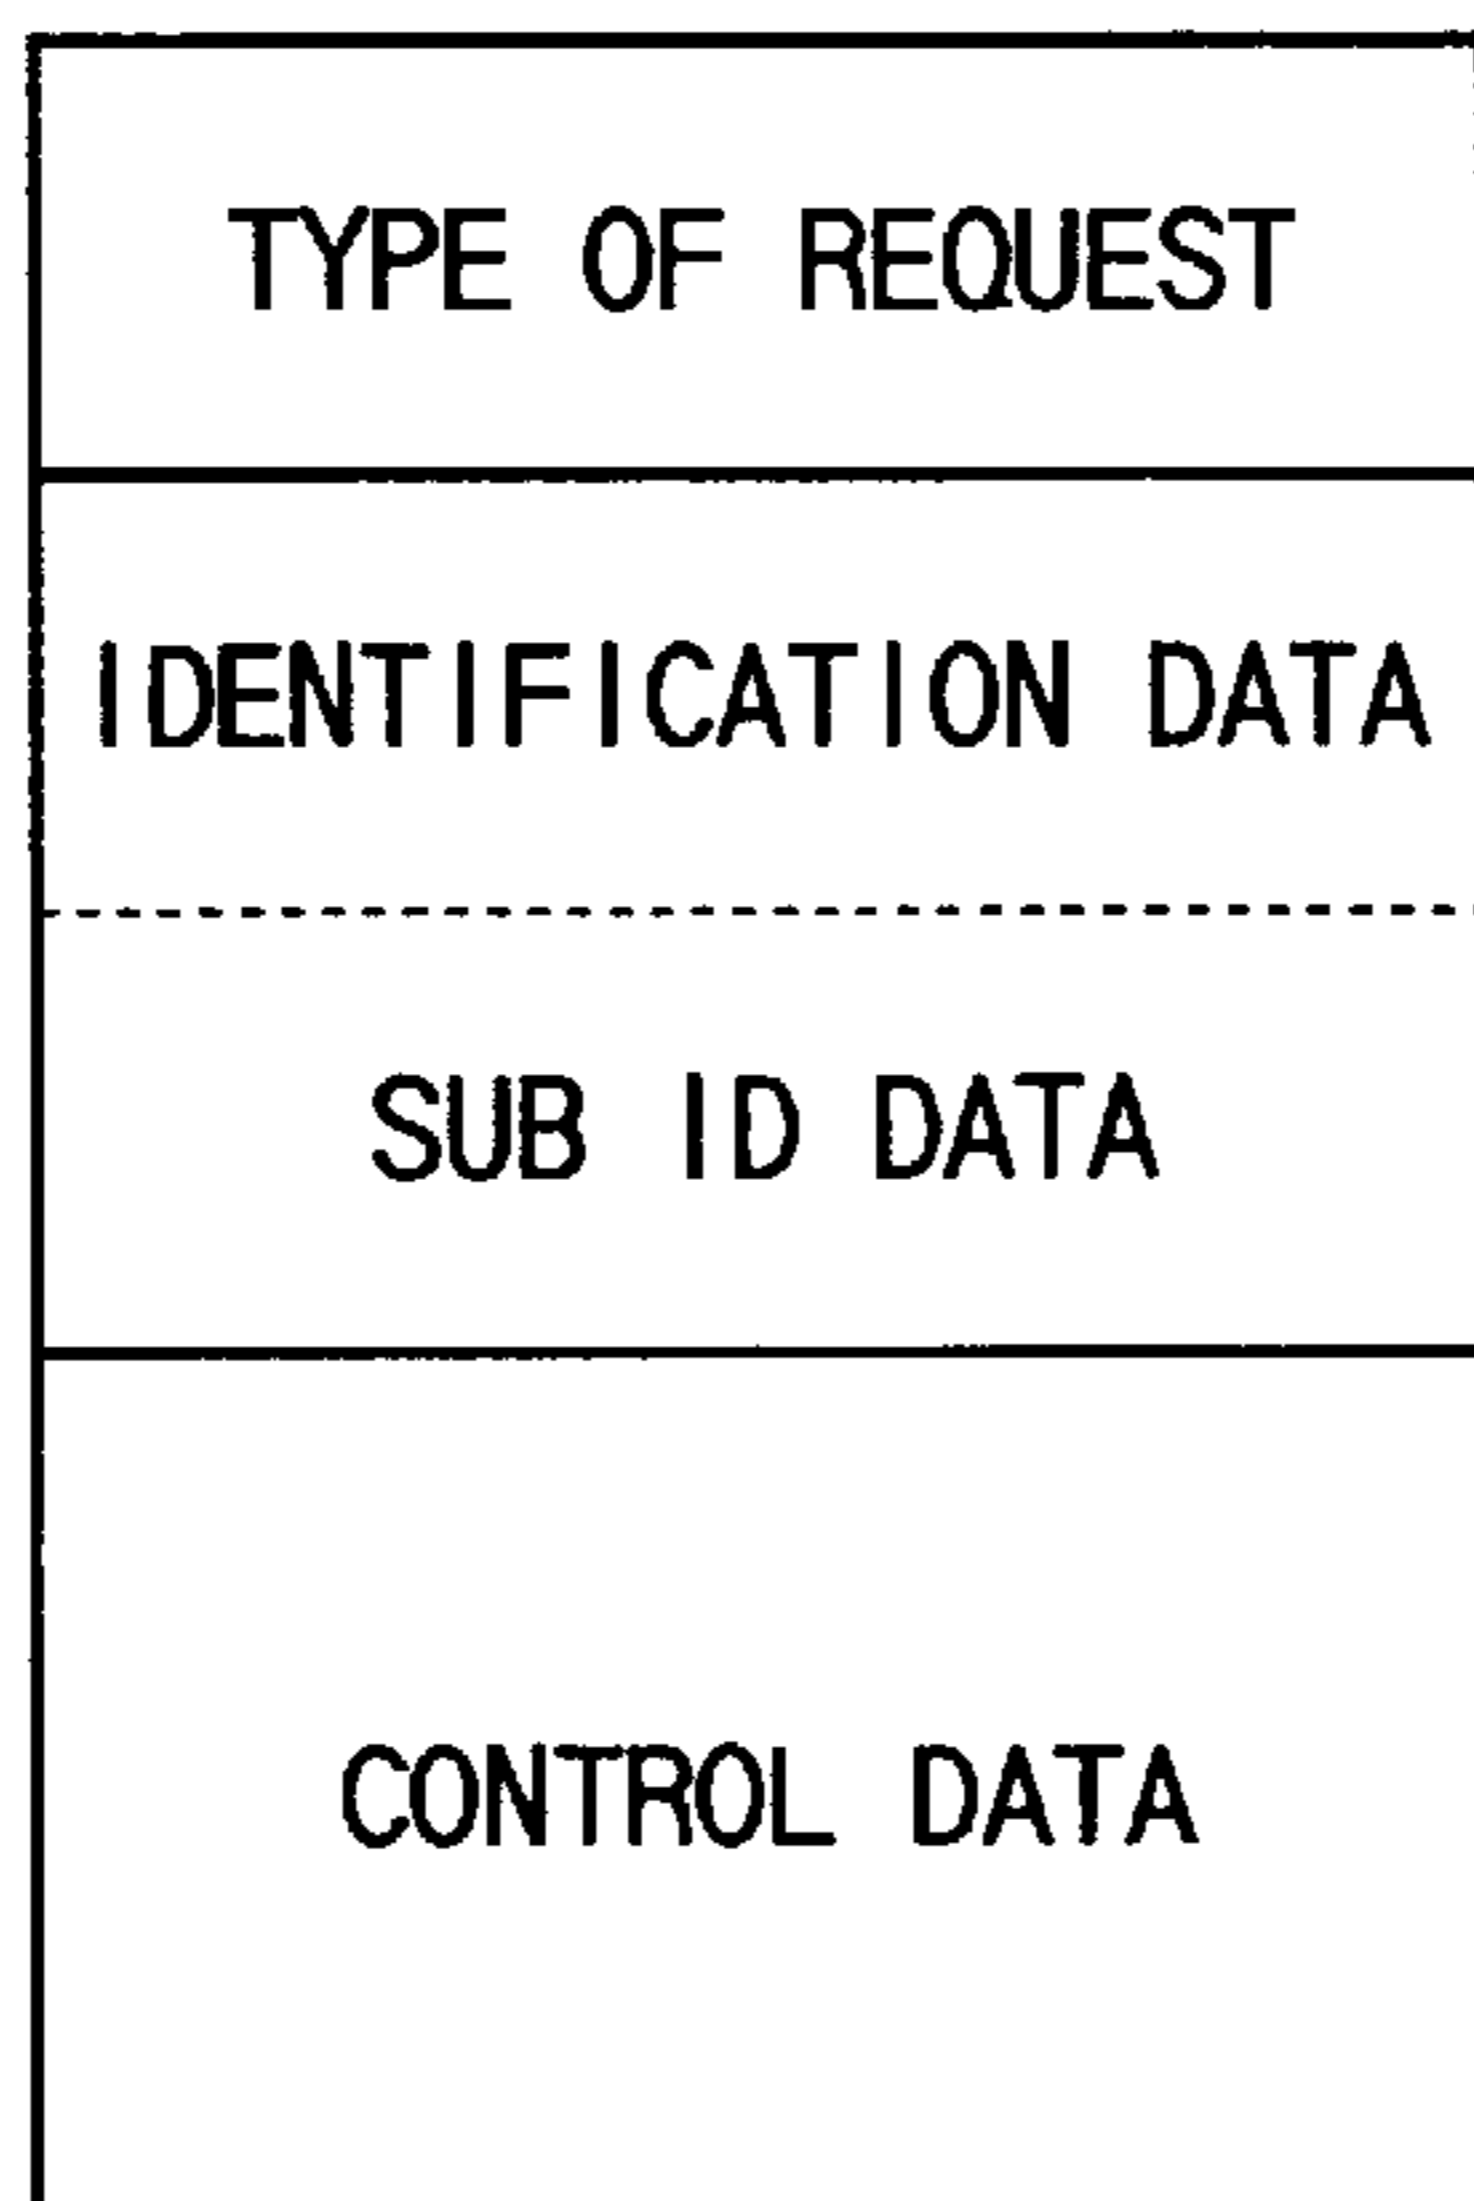 TYPE OF REQUEST
IDENTIFICATION DATA
SUB ID DATA
CONTROL DATA